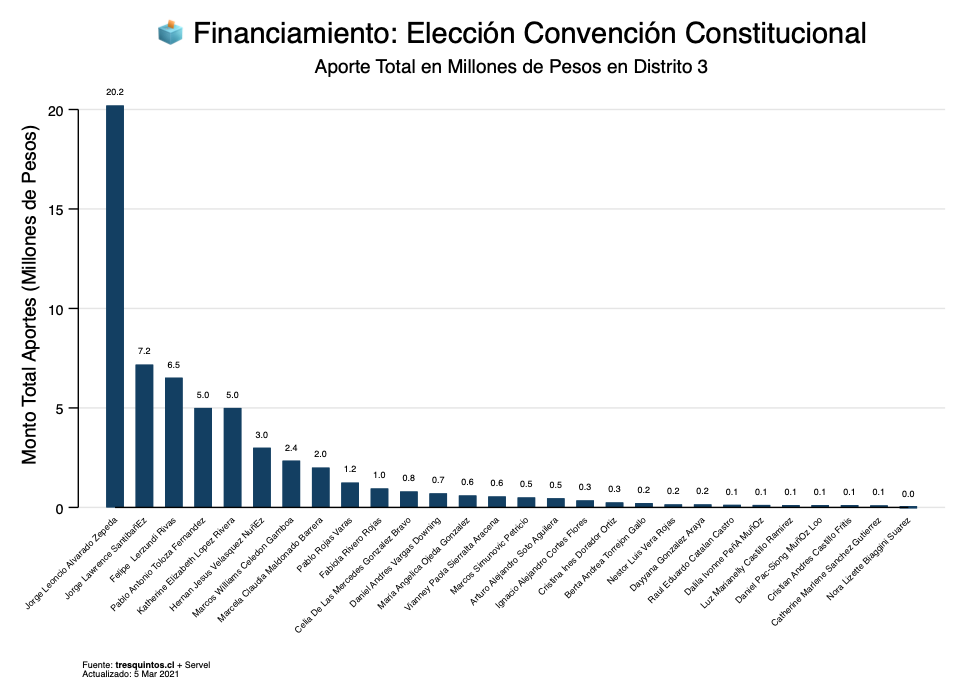 Financiamiento: Elección Convención Constitucional
Aporte Total en Millones de Pesos en Distrito 3
Monto Total Aportes (Millones de Pesos)
20
15
10
5
0
20.2
7.2
6.5
5.0
5.0
3.0
2.4
2.0
1.2
1.0
0.8
0.7
0.6
0.6
0.5
0.5
0.3
0.3
0.2
0.2
0.2
0.1
0.1
0.1
0.1
0.1
0.1
0.0
Jorge Leoncio Alvarado Zepeda
Jorge Lawrence SantibañEz
Felipe Lerzundi Rivas
Pablo Antonio Toloza Fernandez
Katherine Elizabeth Lopez Rivera
Hernan Jesus Velasquez NuñEz
Marcos Williams Celedon Gamboa
Marcela Claudia Maldonado Barrera
Pablo Rojas Varas
Fabiola Rivero Rojas
Celia De Las Mercedes Gonzalez Bravo
Daniel Andres Vargas Downing
Maria Angelica Ojeda Gonzalez
Vianney Paola Sierralta Aracena
Marcos Simunovic Petricio
Arturo Alejandro Soto Aguilera
Ignacio Alejandro Cortes Flores
Cristina Ines Dorador Ortiz
Berta Andrea Torrejon Gallo
Nestor Luis Vera Rojas
Dayyana Gonzalez Araya
Raul Eduardo Catalan Castro
Dalila Ivonne PeñA MuñOz
Luz Marianelly Castillo Ramirez
Daniel Pac-Song MuñOz Loo
Cristian Andres Castillo Fritis
Catherine Marlene Sanchez Gutierrez
Nora Lizette Biaggini Suarez
Fuente: tresquintos.cl + Servel
Actualizado: 5 Mar 2021